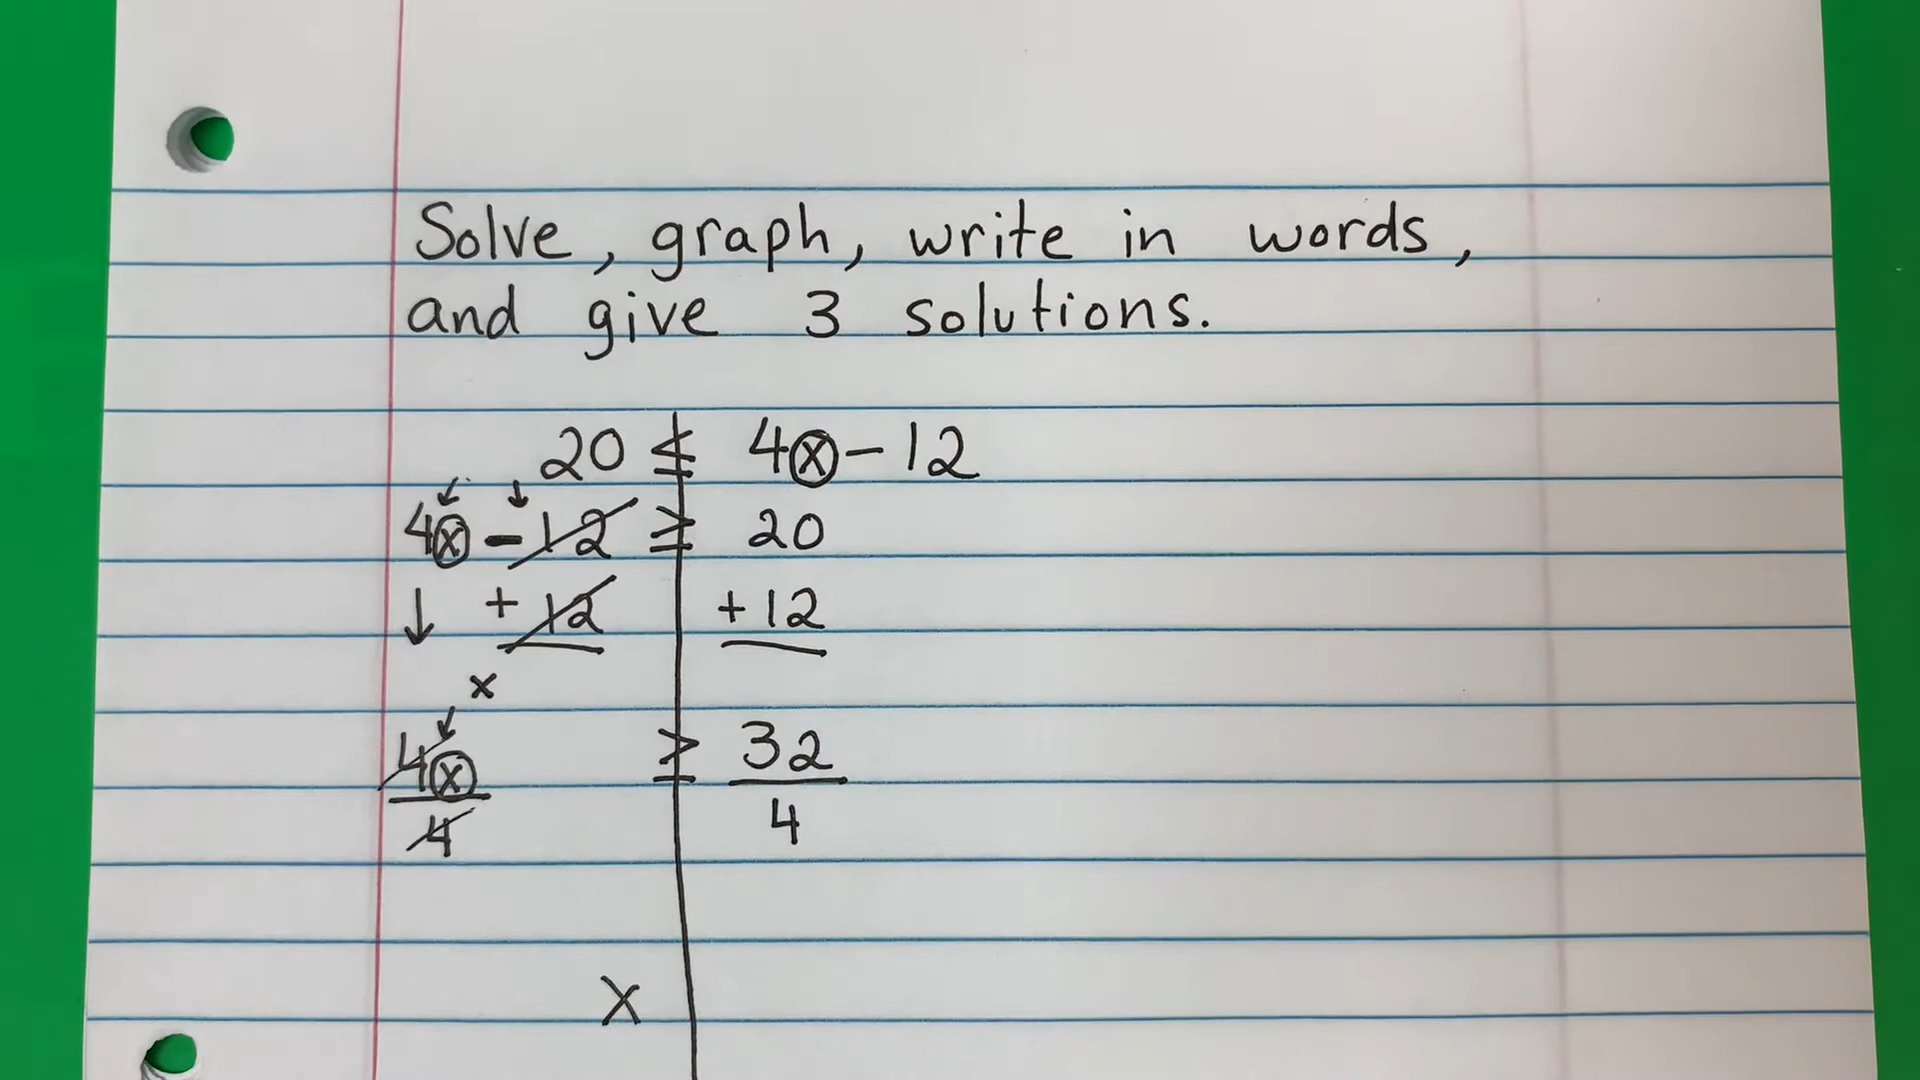 Solve, graph, write in words,
and give 3 solutions.
20 ≤ 4x - 12
↙ ↓
4x - 12 ≥ 20
↓ + 12 + 12
x
↙
4x ≥ 32
4 4
x